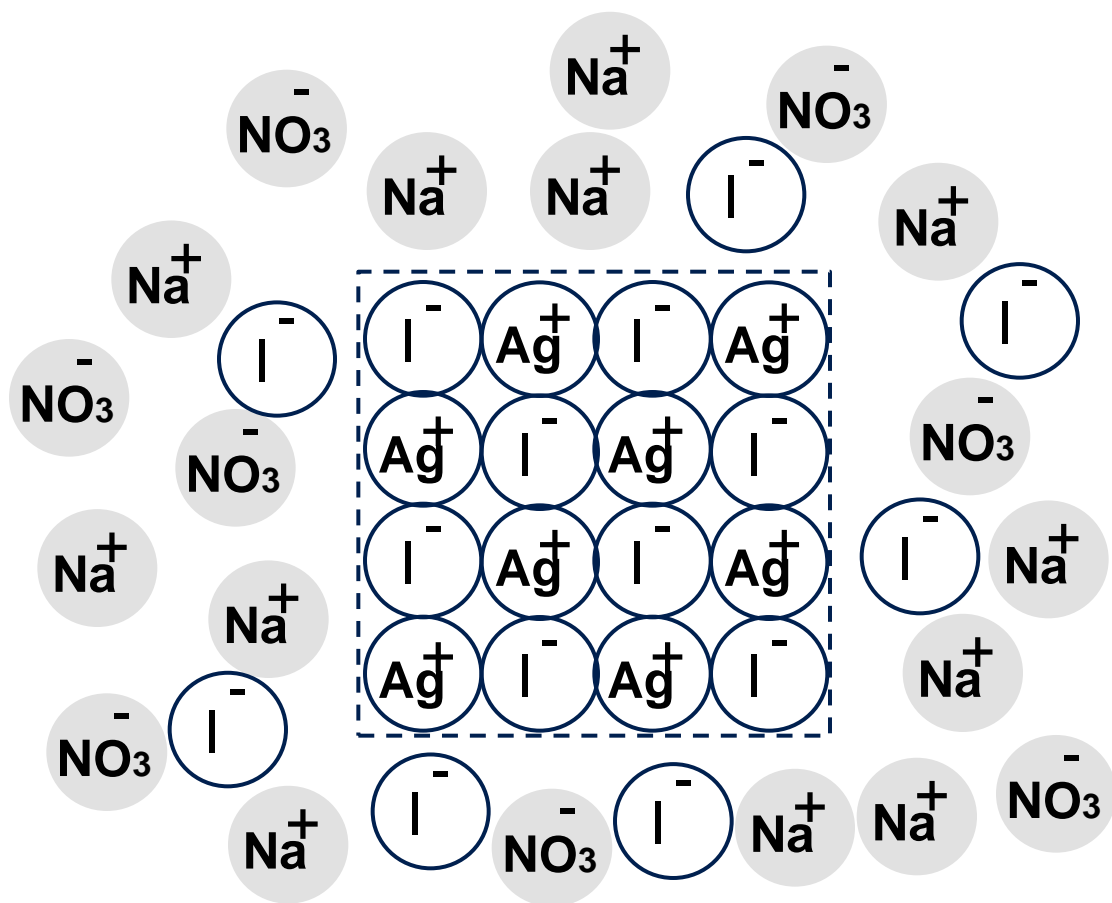 Na+
NO3-
NO3-
Na+
Na+
I-
Na+
Na+
I-
I-
NO3-
NO3-
NO3-
I- Ag+ I- Ag+
Ag+ I- Ag+ I-
I- Ag+ I- Ag+
Ag+ I- Ag+ I-
Na+
I-
Na+
Na+
Na+
NO3-
I-
NO3-
Na+
I-
NO3-
I-
Na+
Na+